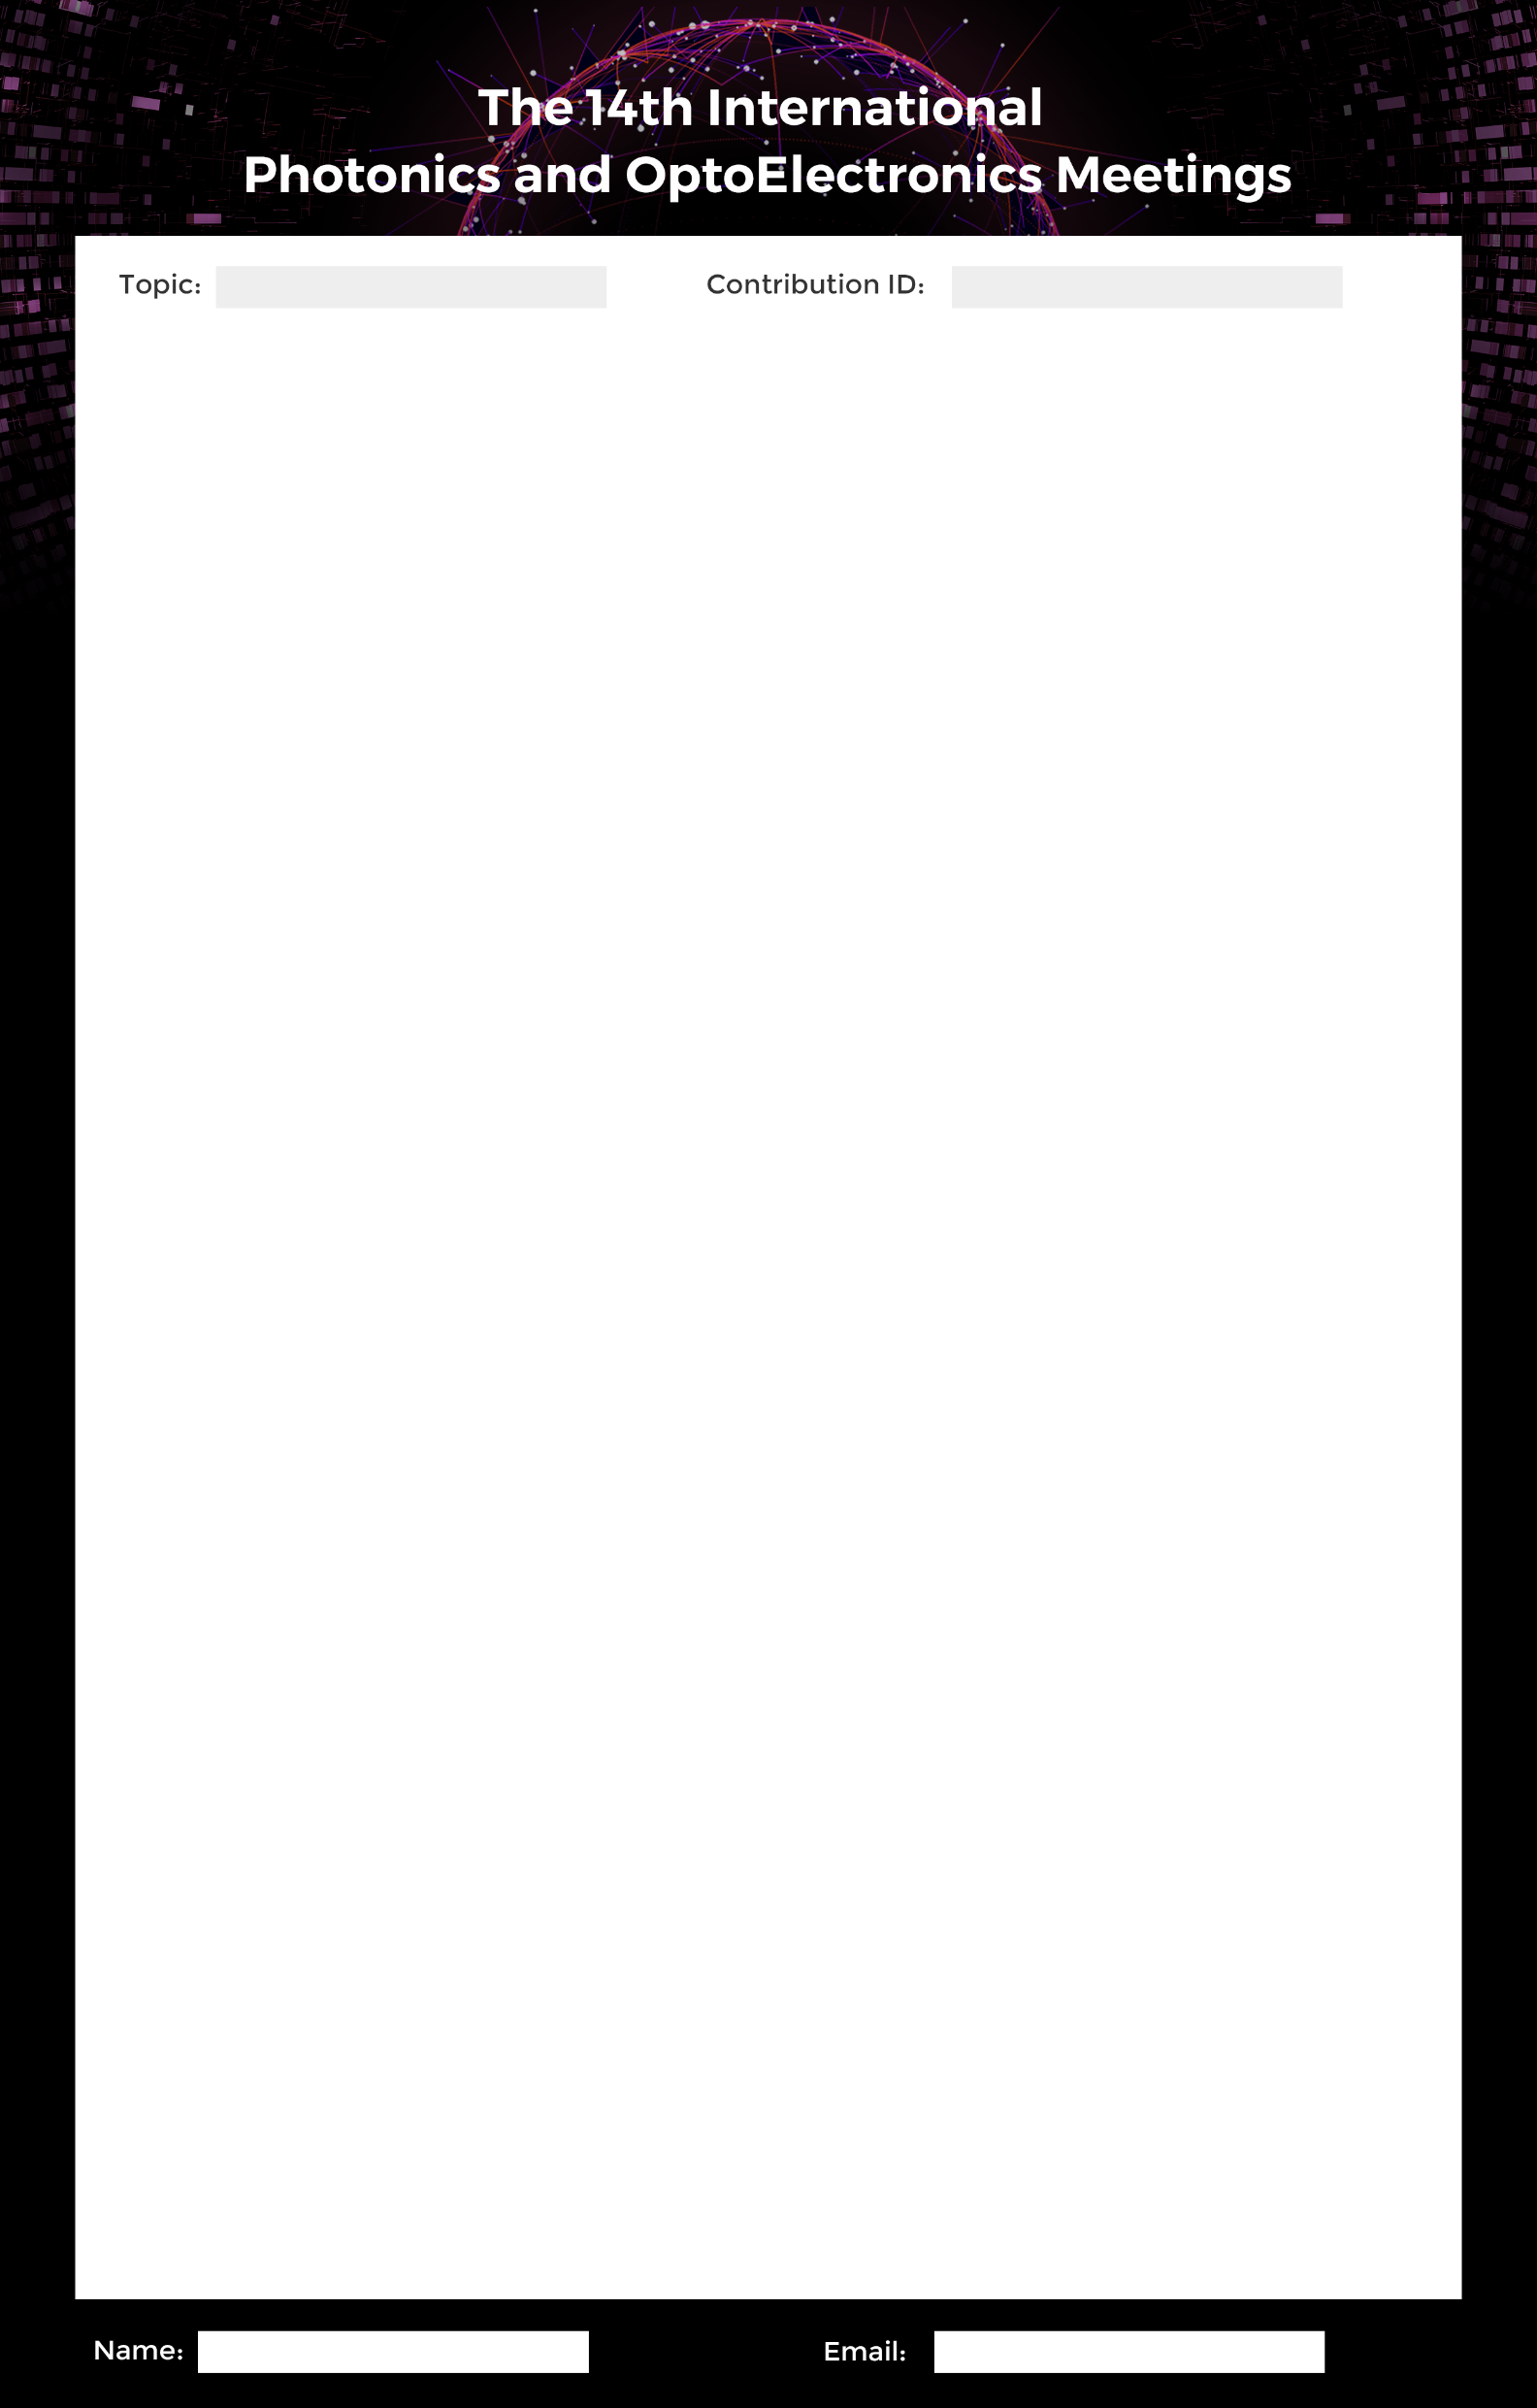 The 14th International
Photonics and OptoElectronics Meetings
Topic: Contribution ID:
Name: Email: